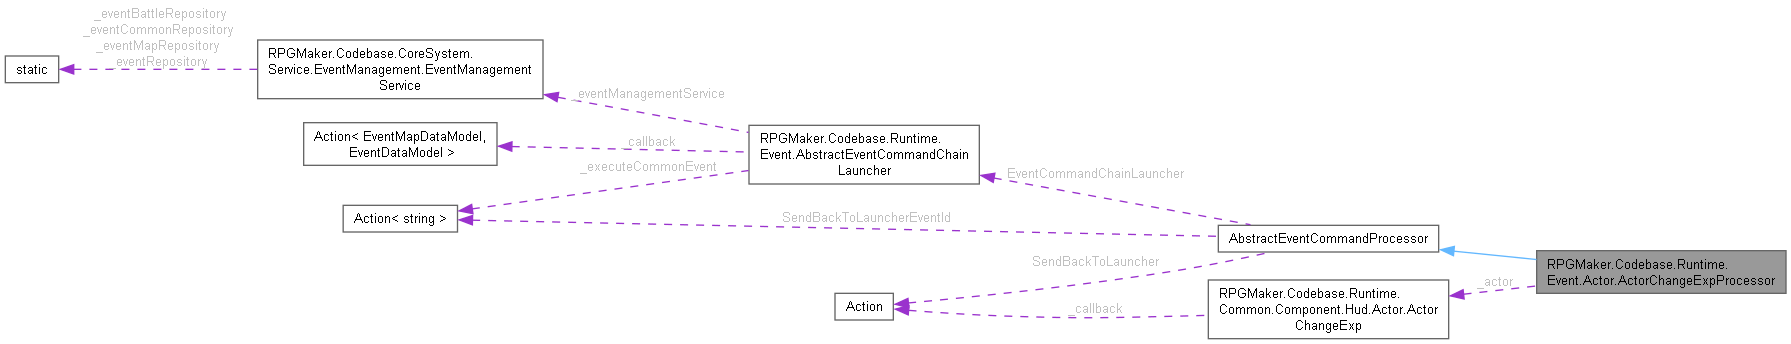 _eventBattleRepository
_eventCommonRepository
_eventMapRepository
_eventRepository
static
RPGMaker.Codebase.CoreSystem.
Service.EventManagement.EventManagement
Service
_eventManagementService
Action< EventMapDataModel,
EventDataModel >
_callback
_executeCommonEvent
Action< string >
RPGMaker.Codebase.Runtime.
Event.AbstractEventCommandChain
Launcher
EventCommandChainLauncher
SendBackToLauncherEventId
AbstractEventCommandProcessor
SendBackToLauncher
Action
_callback
RPGMaker.Codebase.Runtime.
Common.Component.Hud.Actor.Actor
ChangeExp
_actor
RPGMaker.Codebase.Runtime.
Event.Actor.ActorChangeExpProcessor